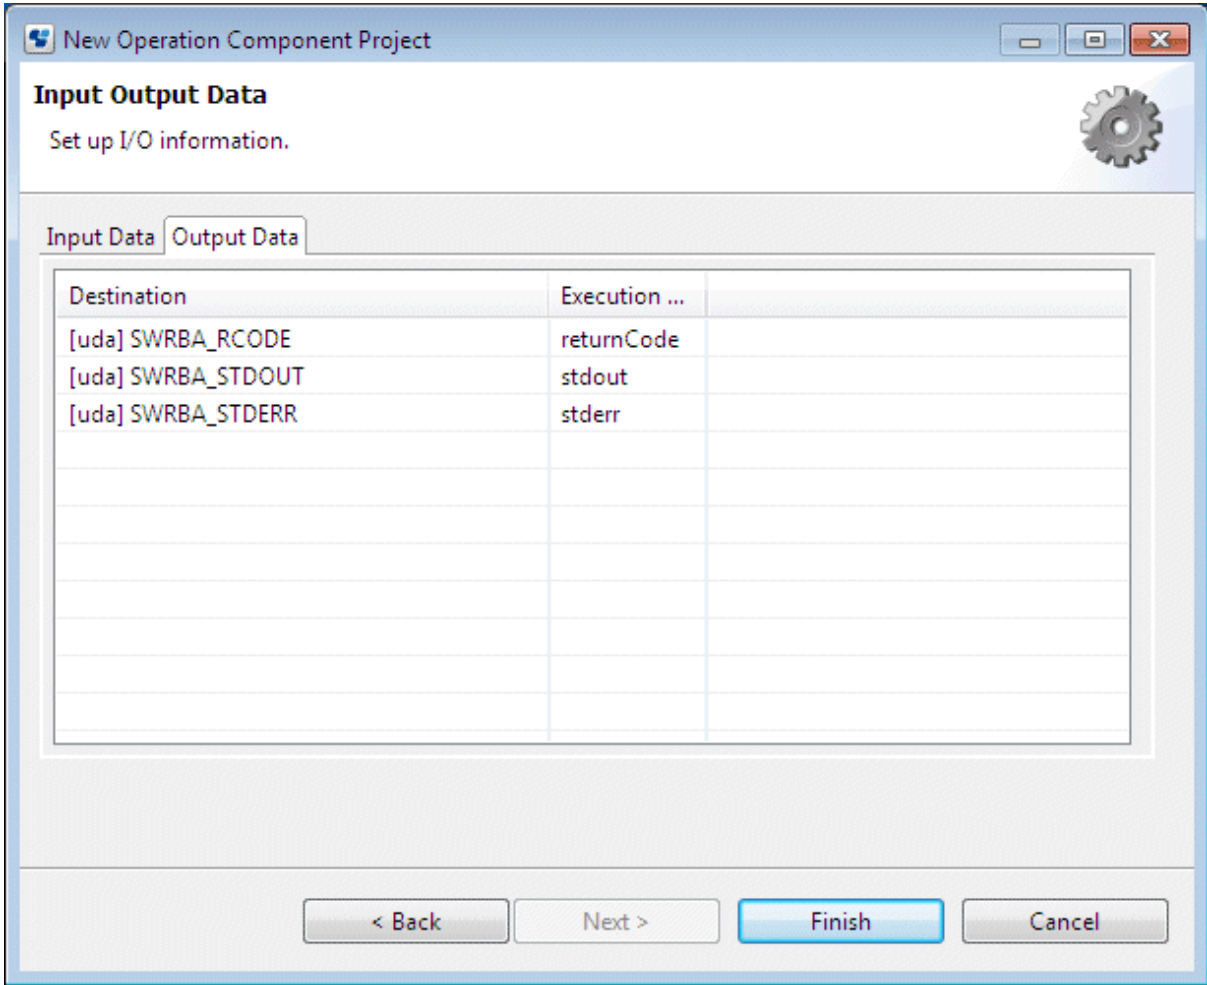 New Operation Component Project
Input Output Data
Set up I/O information.
Input Data Output Data
Destination Execution ...
[uda] SWRBA_RCODE returnCode
[uda] SWRBA_STDOUT stdout
[uda] SWRBA_STDERR stderr
< Back Next > Finish Cancel